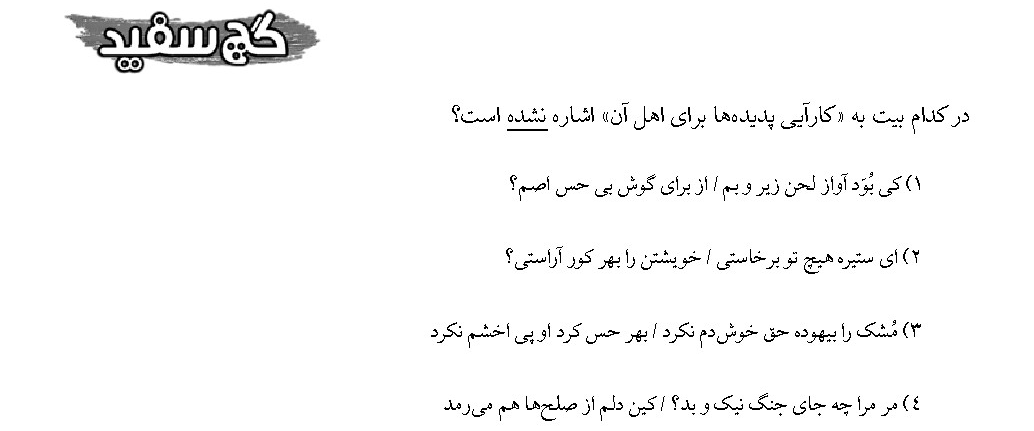 گچ سفید
در کدام بیت به «کارآیی پدیده‌ها برای اهل آن» اشاره نشده است؟
۱) کی بُوَد آواز لحن زیر و بم / از برای گوش بی حس اصم؟
۲) ای ستیره هیچ تو برخاستی / خویشتن را بهر کور آراستی؟
۳) مُشک را بیهوده حق خوش‌دم نکرد / بهر حس کرد او پی اخشم نکرد
٤) مر مرا چه جای جنگ نیک و بد؟ / کین دلم از صلح‌ها هم می‌رمد